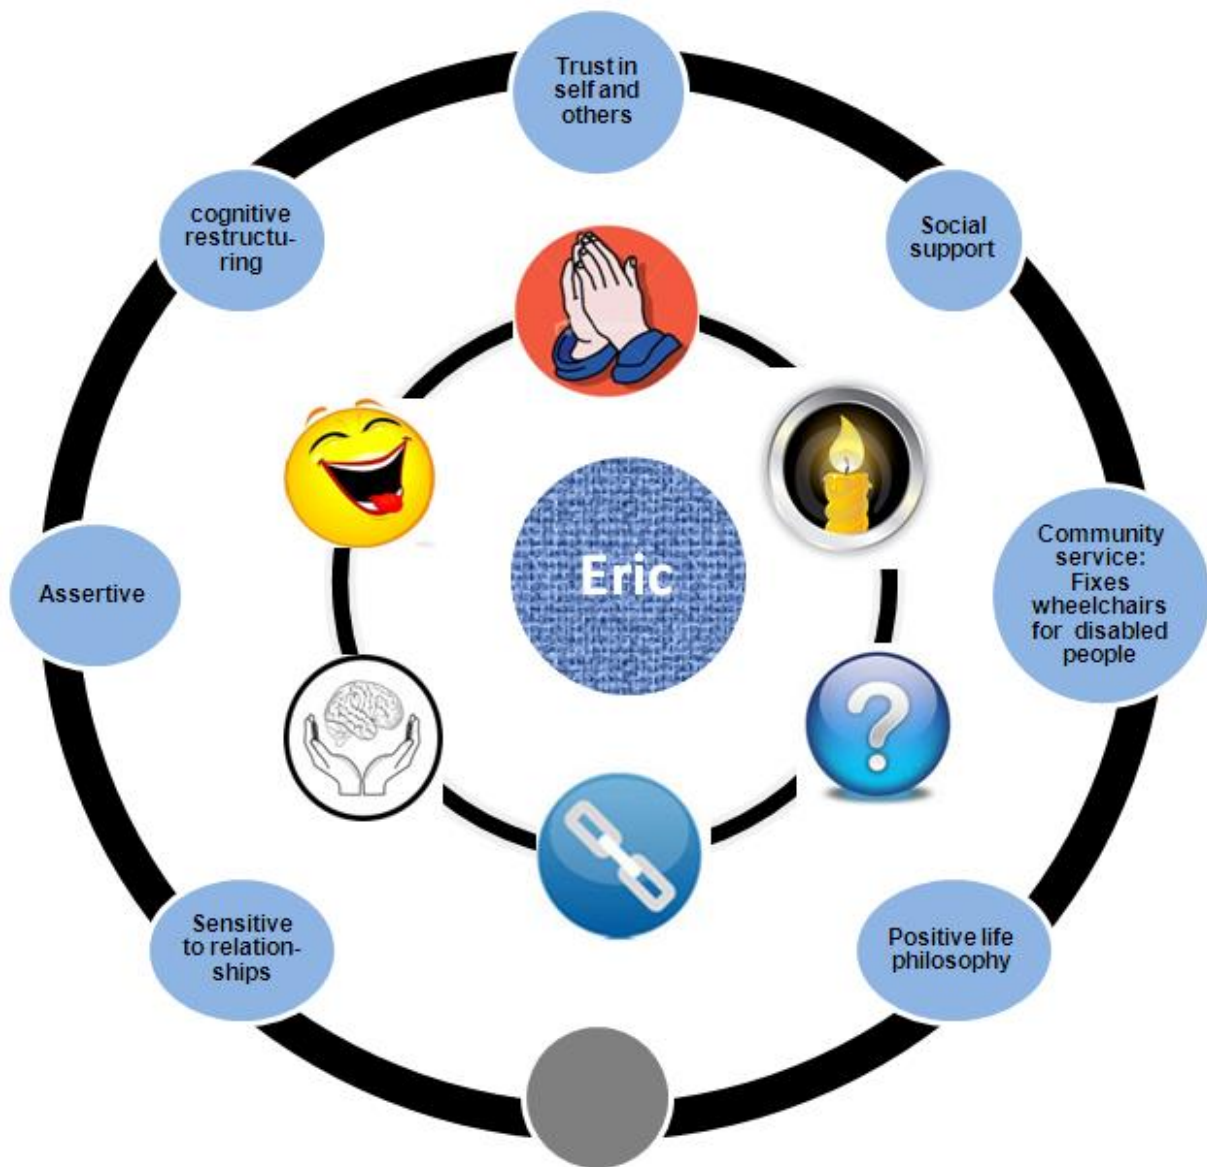 Trust in
self and
others
cognitive
restructu-
ring
Social
support
Eric
Assertive
Community
service:
Fixes
wheelchairs
for disabled
people
?
Sensitive
to relation-
ships
Positive life
philosophy